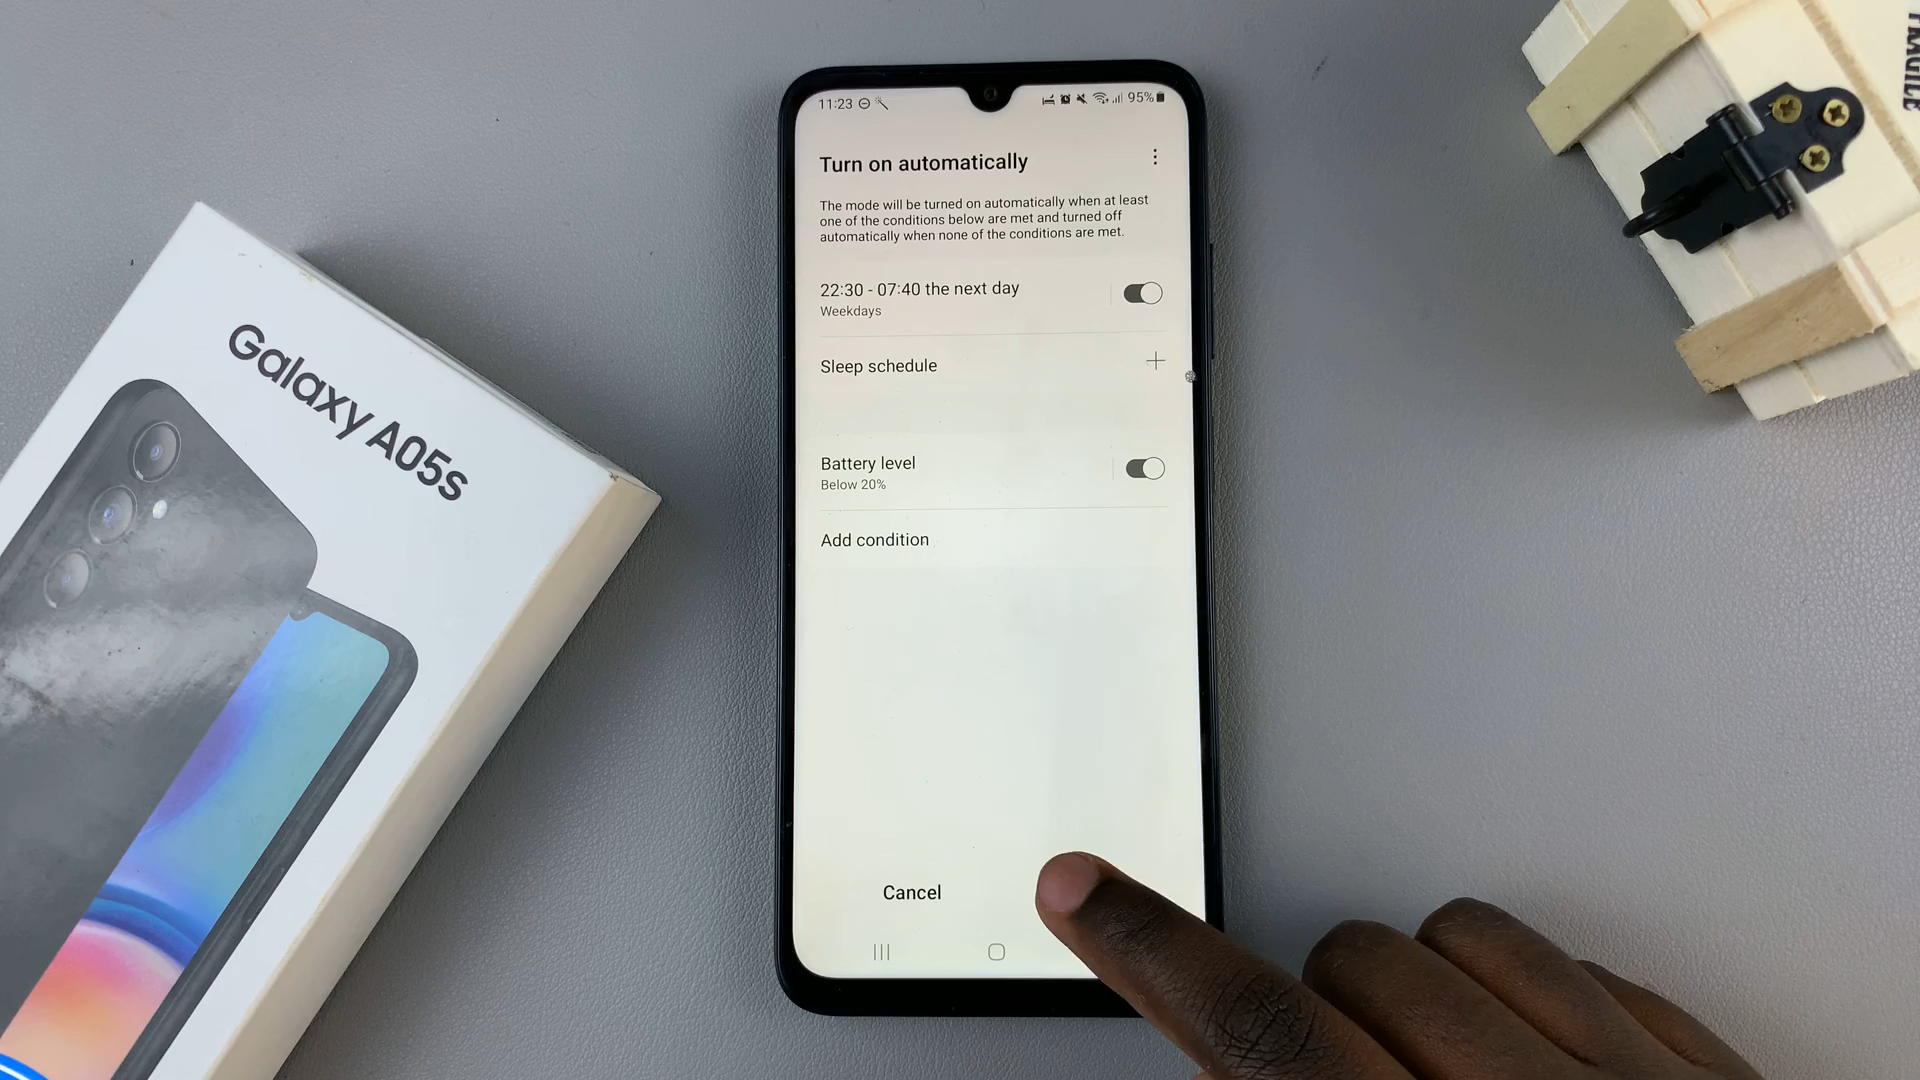 11:23
95%
Turn on automatically
The mode will be turned on automatically when at least
one of the conditions below are met and turned off
automatically when none of the conditions are met.
22:30 - 07:40 the next day
Weekdays
Sleep schedule
Battery level
Below 20%
Add condition
Cancel
Galaxy A05s
FRAGILE